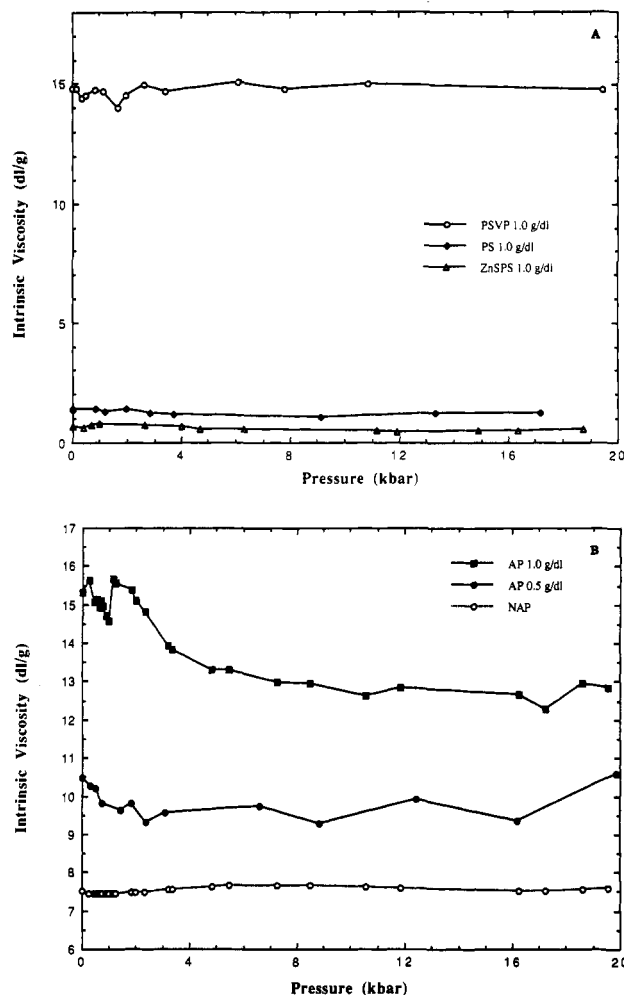 A
15
10
5
0
Intrinsic Viscosity (dl/g)
PSVP 1.0 g/dl
PS 1.0 g/dl
ZnSPS 1.0 g/dl
0 4 8 12 16 20
Pressure (kbar)
B
17
16
15
14
13
12
11
10
9
8
7
6
Intrinsic Viscosity (dl/g)
AP 1.0 g/dl
AP 0.5 g/dl
NAP
0 4 8 12 16 20
Pressure (kbar)